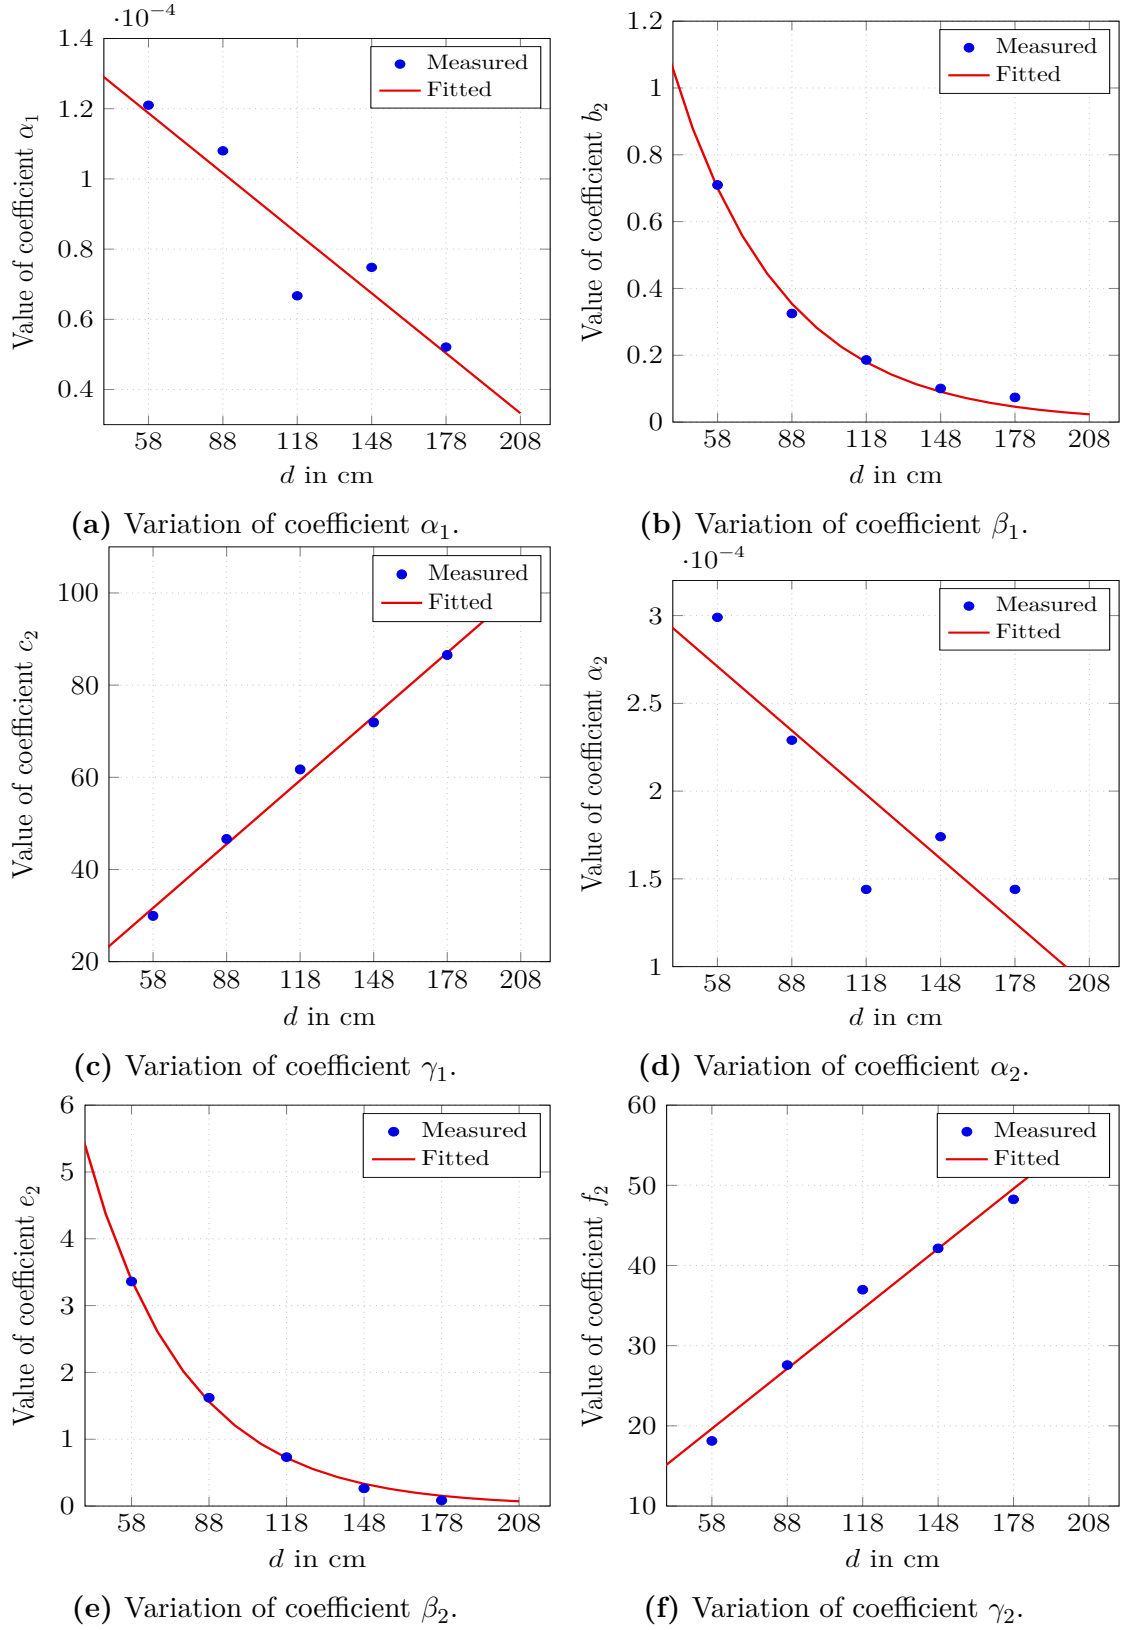 ·10⁻⁴
1.4
1.2
1
0.8
0.6
0.4
58 88 118 148 178 208
d in cm
Value of coefficient α₁
Measured
Fitted
(a) Variation of coefficient α₁.
1.2
1
0.8
0.6
0.4
0.2
0
58 88 118 148 178 208
d in cm
Value of coefficient b₂
Measured
Fitted
(b) Variation of coefficient β₁.
100
80
60
40
20
58 88 118 148 178 208
d in cm
Value of coefficient c₂
Measured
Fitted
(c) Variation of coefficient γ₁.
·10⁻⁴
3
2.5
2
1.5
1
58 88 118 148 178 208
d in cm
Value of coefficient α₂
Measured
Fitted
(d) Variation of coefficient α₂.
6
5
4
3
2
1
0
58 88 118 148 178 208
d in cm
Value of coefficient e₂
Measured
Fitted
(e) Variation of coefficient β₂.
60
50
40
30
20
10
58 88 118 148 178 208
d in cm
Value of coefficient f₂
Measured
Fitted
(f) Variation of coefficient γ₂.